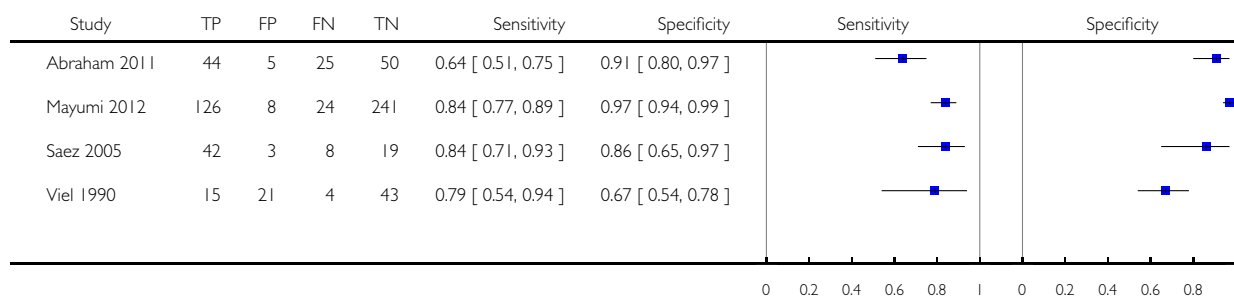 Study TP FP FN TN Sensitivity Specificity Sensitivity Specificity
Abraham 2011 44 5 25 50 0.64 [ 0.51, 0.75 ] 0.91 [ 0.80, 0.97 ]
Mayumi 2012 126 8 24 241 0.84 [ 0.77, 0.89 ] 0.97 [ 0.94, 0.99 ]
Saez 2005 42 3 8 19 0.84 [ 0.71, 0.93 ] 0.86 [ 0.65, 0.97 ]
Viel 1990 15 21 4 43 0.79 [ 0.54, 0.94 ] 0.67 [ 0.54, 0.78 ]
0 0.2 0.4 0.6 0.8 1 0 0.2 0.4 0.6 0.8